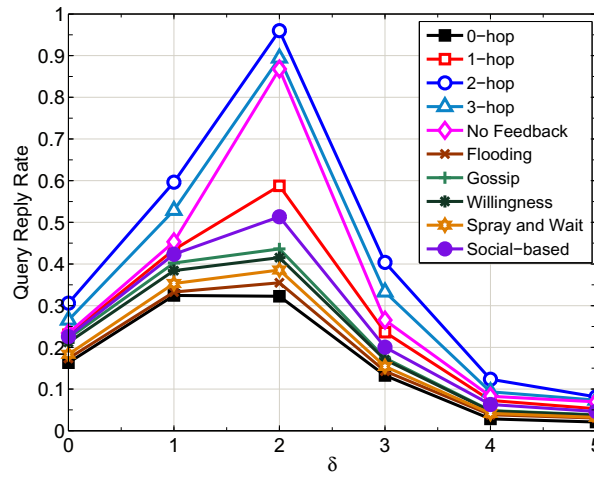 1
0.9
0.8
0.7
0.6
0.5
0.4
0.3
0.2
0.1
0
Query Reply Rate
0−hop
1−hop
2−hop
3−hop
No Feedback
Flooding
Gossip
Willingness
Spray and Wait
Social−based
0 1 2 3 4 5
δ